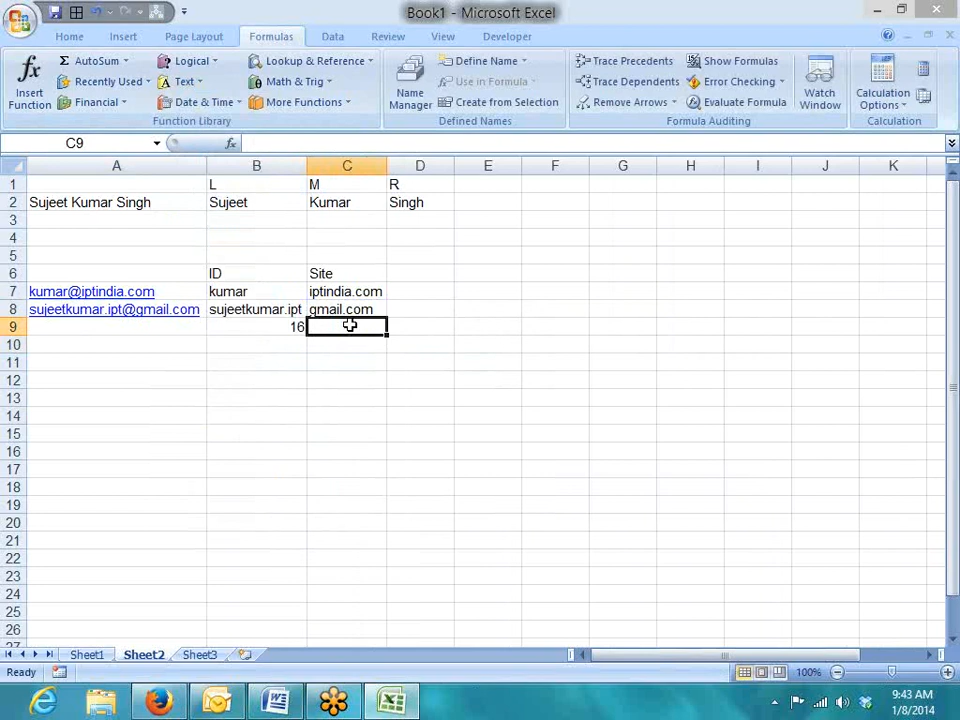 Book1 - Microsoft Excel
Home Insert Page Layout Formulas Data Review View Developer
fx Insert Function
Σ AutoSum
Recently Used
Financial
Logical
Text
Date & Time
Lookup & Reference
Math & Trig
More Functions
Function Library
Name Manager
Define Name
Use in Formula
Create from Selection
Defined Names
Trace Precedents
Trace Dependents
Remove Arrows
Show Formulas
Error Checking
Evaluate Formula
Watch Window
Formula Auditing
Calculation Options
Calculation
C9 fx
A B C D E F G H I J K
1 L M R
2 Sujeet Kumar Singh Sujeet Kumar Singh
3
4
5
6 ID Site
7 kumar@iptindia.com kumar iptindia.com
8 sujeetkumar.ipt@gmail.com sujeetkumar.ipt gmail.com
9 16
10
11
12
13
14
15
16
17
18
19
20
21
22
23
24
25
26
27
Sheet1 Sheet2 Sheet3
Ready 100%
9:43 AM
1/8/2014